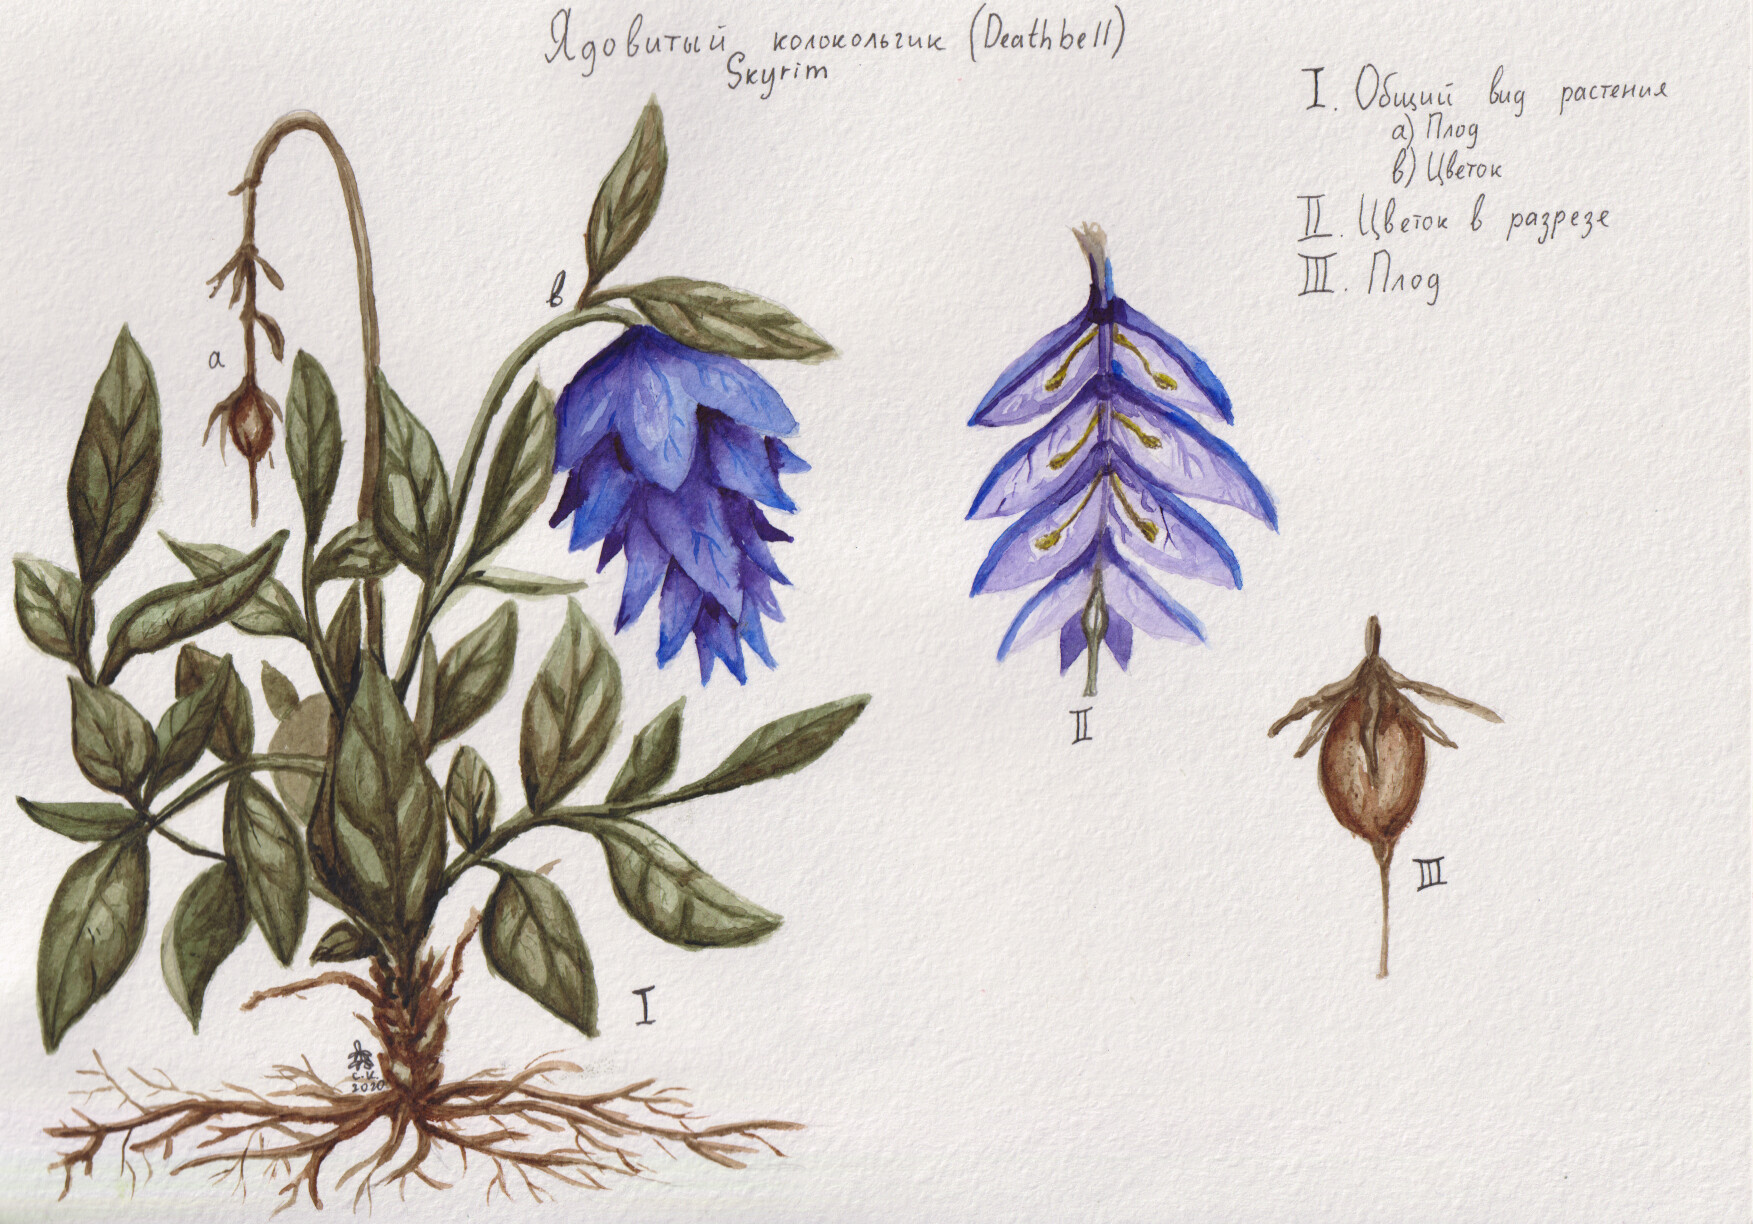 Ядовитый колокольчик (Deathbell)
Skyrim
I. Общий вид растения
а) Плод
в) Цветок
II. Цветок в разрезе
III. Плод
в
а
II
III
I
С.К.
2020